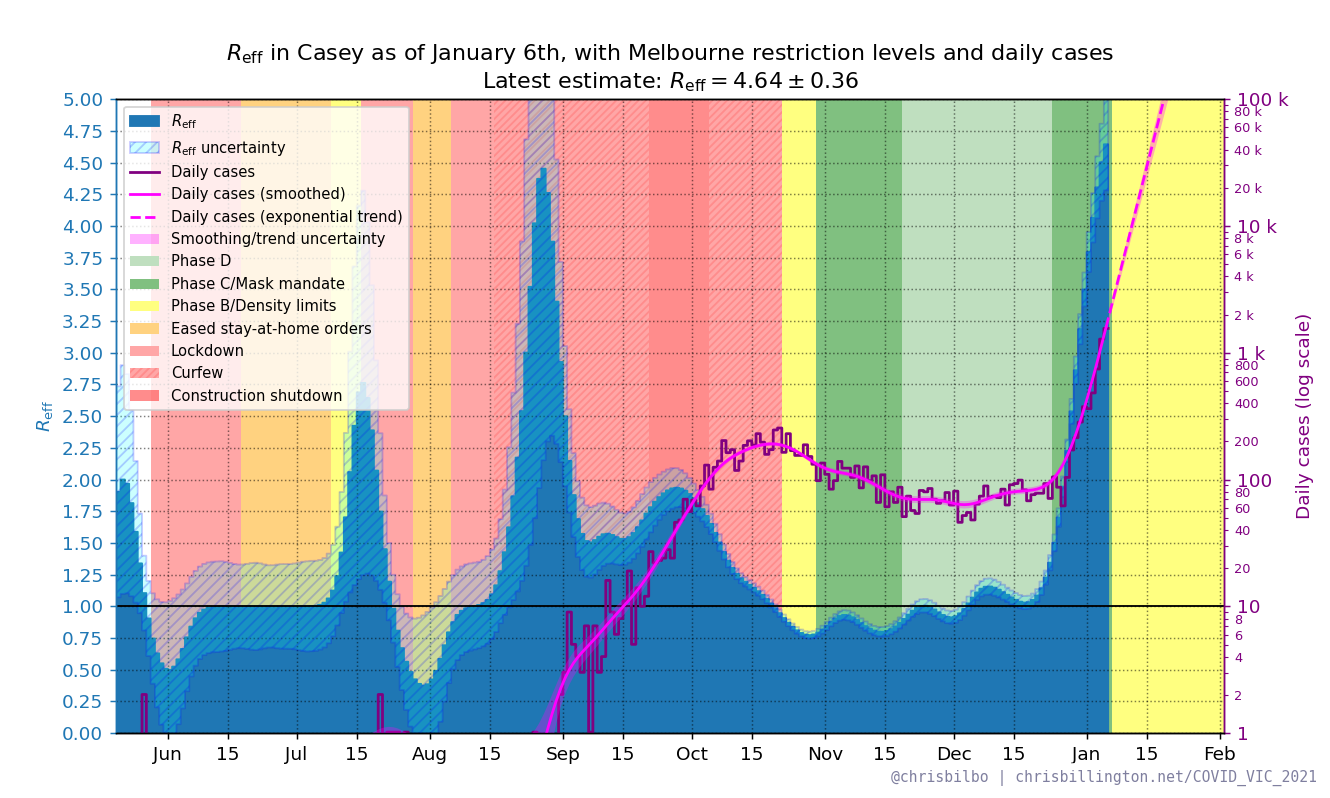 R_eff in Casey as of January 6th, with Melbourne restriction levels and daily cases
Latest estimate: R_eff = 4.64 ± 0.36
5.00
4.75
4.50
4.25
4.00
3.75
3.50
3.25
3.00
2.75
2.50
2.25
2.00
1.75
1.50
1.25
1.00
0.75
0.50
0.25
0.00
R_eff
R_eff
R_eff uncertainty
Daily cases
Daily cases (smoothed)
Daily cases (exponential trend)
Smoothing/trend uncertainty
Phase D
Phase C/Mask mandate
Phase B/Density limits
Eased stay-at-home orders
Lockdown
Curfew
Construction shutdown
100 k
80 k
60 k
40 k
20 k
10 k
8 k
6 k
4 k
2 k
1 k
800
600
400
200
100
80
60
40
20
10
8
6
4
2
1
Daily cases (log scale)
Jun 15 Jul 15 Aug 15 Sep 15 Oct 15 Nov 15 Dec 15 Jan 15 Feb
@chrisbilbo | chrisbillington.net/COVID_VIC_2021